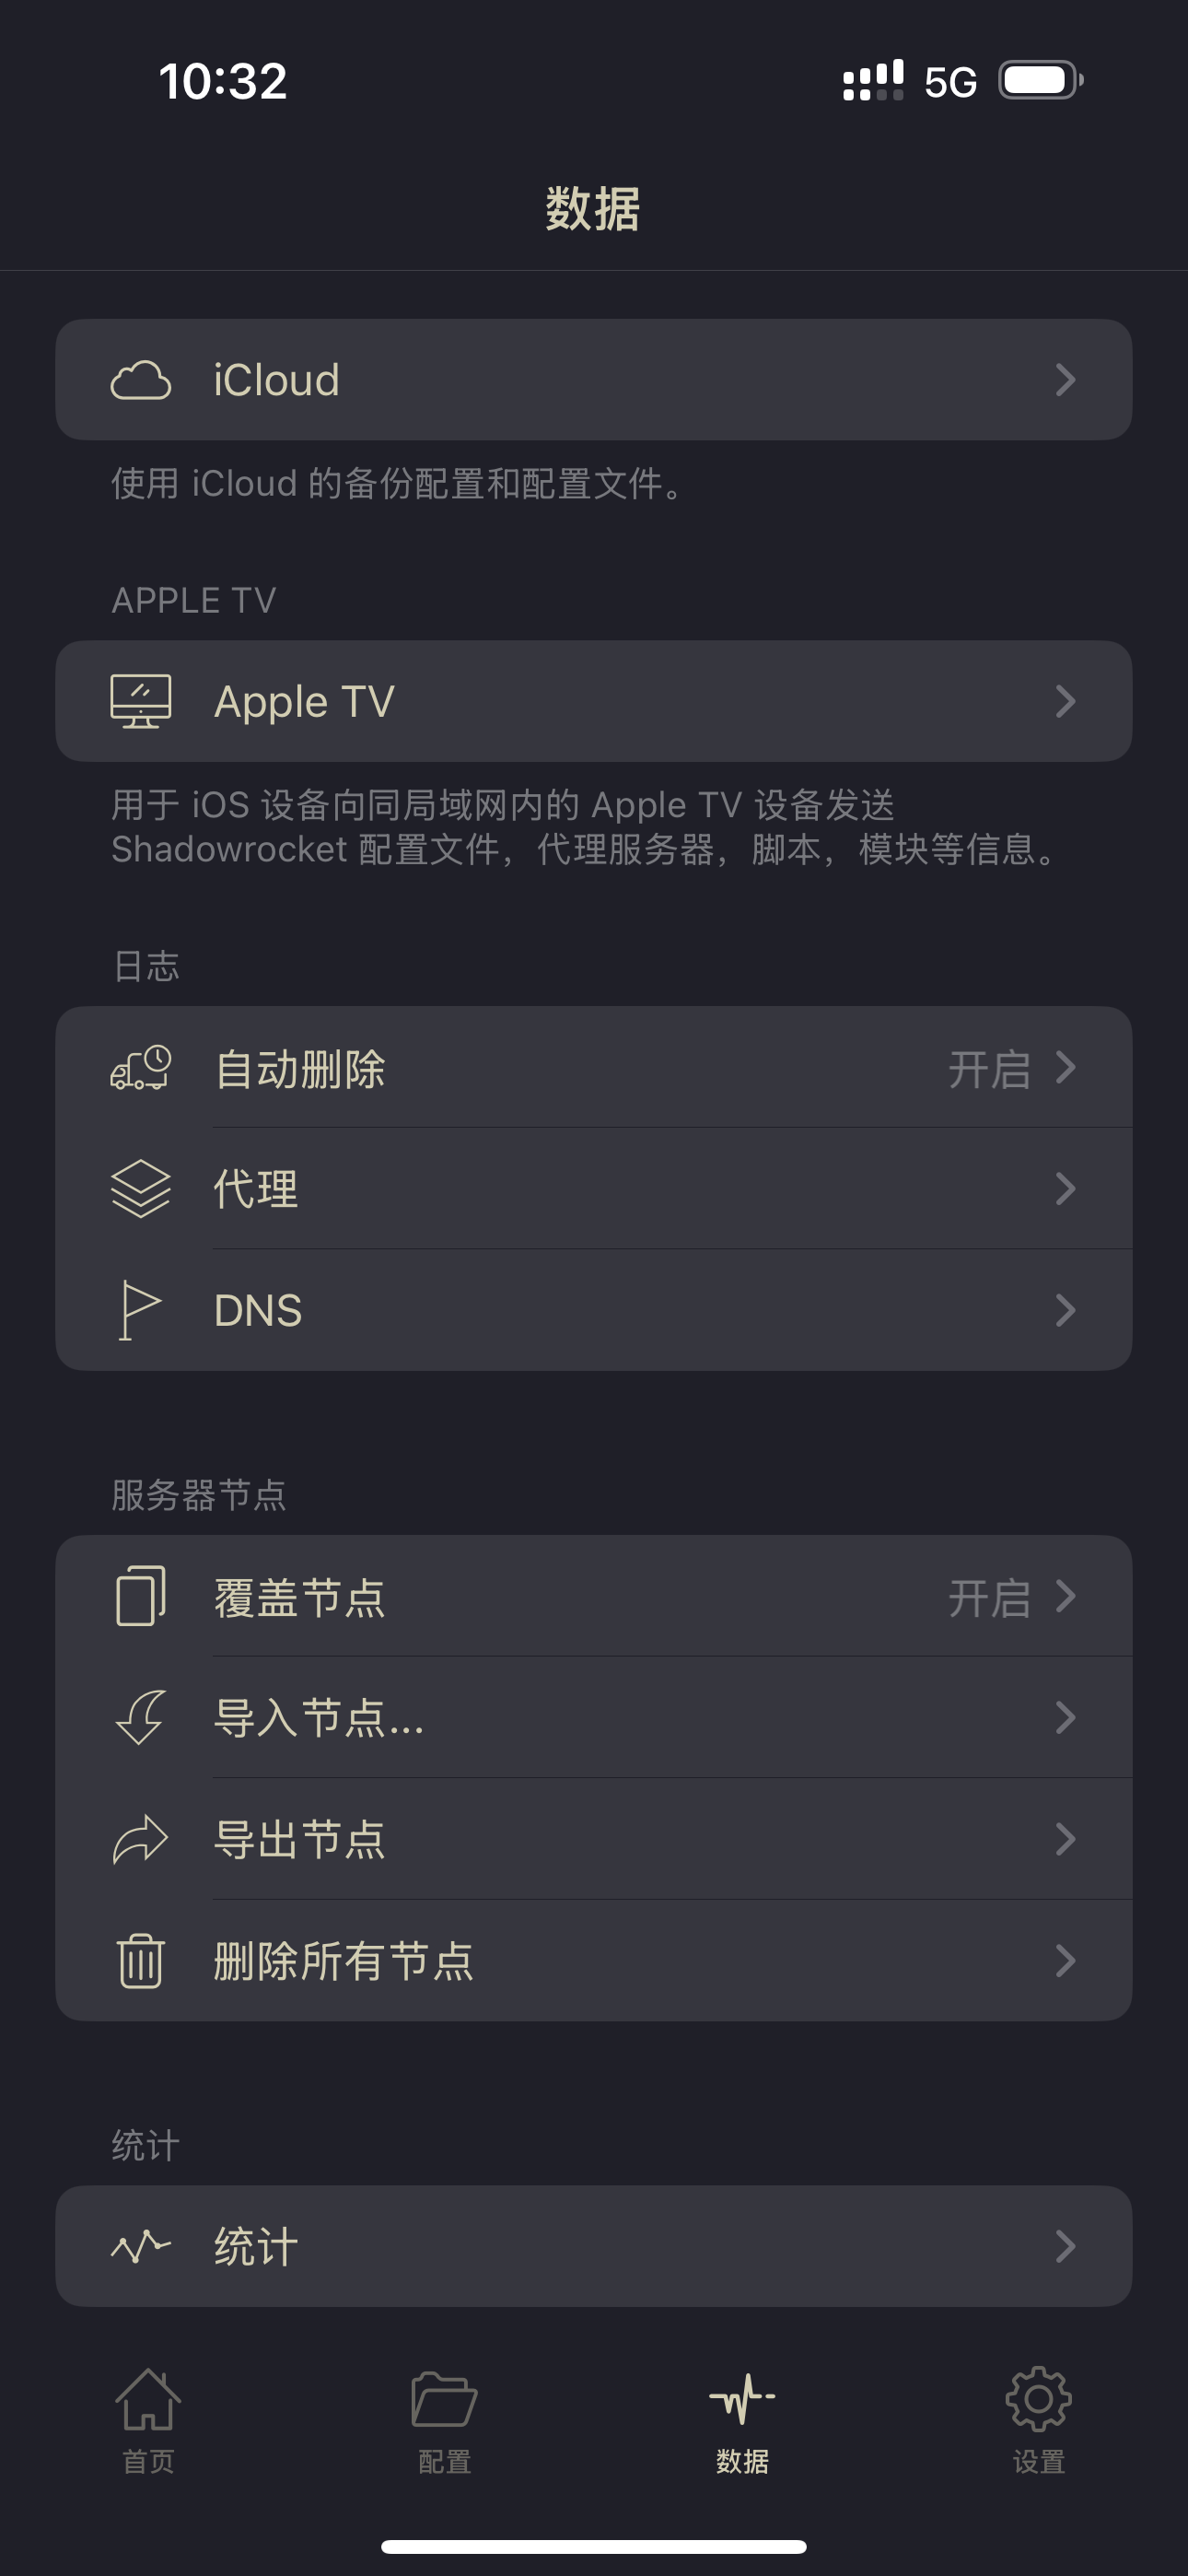 10:32
5G
数据
iCloud
使用 iCloud 的备份配置和配置文件。
APPLE TV
Apple TV
用于 iOS 设备向同局域网内的 Apple TV 设备发送
Shadowrocket 配置文件，代理服务器，脚本，模块等信息。
日志
自动删除
开启
代理
DNS
服务器节点
覆盖节点
开启
导入节点...
导出节点
删除所有节点
统计
统计
首页
配置
数据
设置